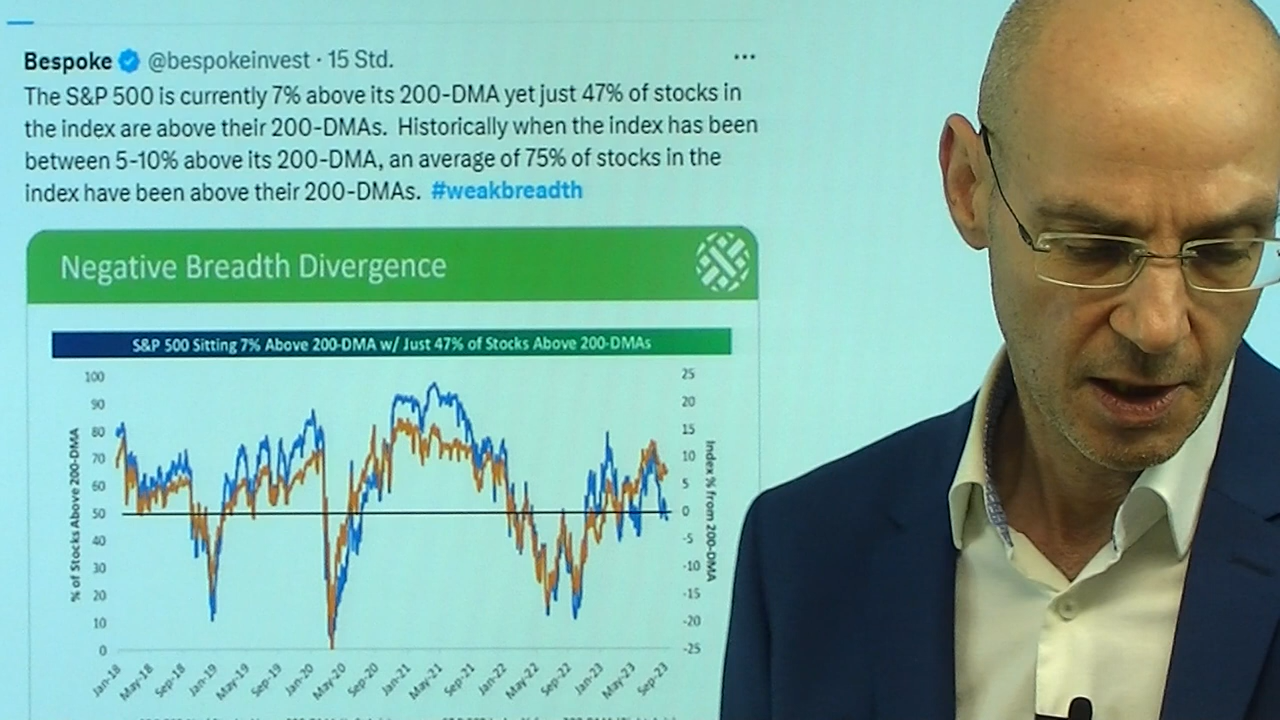 Bespoke @bespokeinvest · 15 Std. ...
The S&P 500 is currently 7% above its 200-DMA yet just 47% of stocks in
the index are above their 200-DMAs. Historically when the index has been
between 5-10% above its 200-DMA, an average of 75% of stocks in the
index have been above their 200-DMAs. #weakbreadth
Negative Breadth Divergence
S&P 500 Sitting 7% Above 200-DMA w/ Just 47% of Stocks Above 200-DMAs
% of Stocks Above 200-DMA
100
90
80
70
60
50
40
30
20
10
0
25
20
15
10
5
0
-5
-10
-15
-20
-25
Index % from 200-DMA
Jan-18 May-18 Sep-18 Jan-19 May-19 Sep-19 Jan-20 May-20 Sep-20 Jan-21 May-21 Sep-21 Jan-22 May-22 Sep-22 Jan-23 May-23 Sep-23